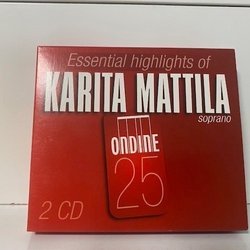 Essential highlights of
KARITA MATTILA
soprano
ONDINE
25
2 CD